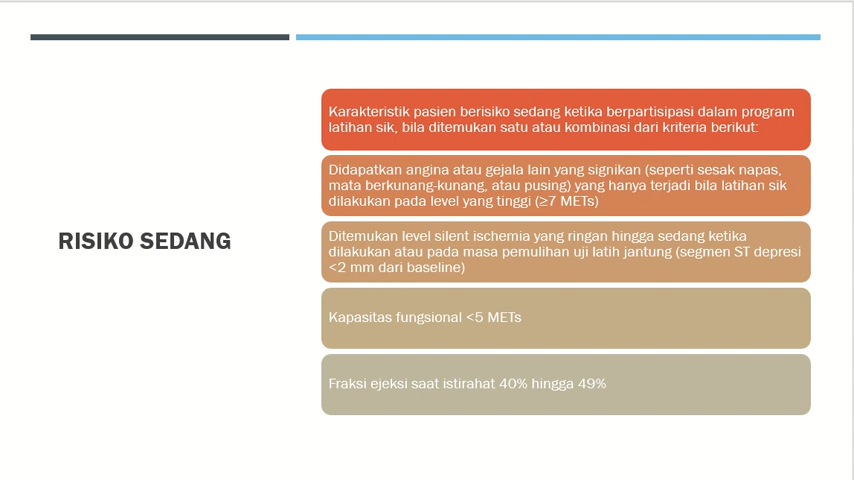 RISIKO SEDANG
Karakteristik pasien berisiko sedang ketika berpartisipasi dalam program
latihan sik, bila ditemukan satu atau kombinasi dari kriteria berikut:
Didapatkan angina atau gejala lain yang signikan (seperti sesak napas,
mata berkunang-kunang, atau pusing) yang hanya terjadi bila latihan sik
dilakukan pada level yang tinggi (≥7 METs)
Ditemukan level silent ischemia yang ringan hingga sedang ketika
dilakukan atau pada masa pemulihan uji latih jantung (segmen ST depresi
<2 mm dari baseline)
Kapasitas fungsional <5 METs
Fraksi ejeksi saat istirahat 40% hingga 49%